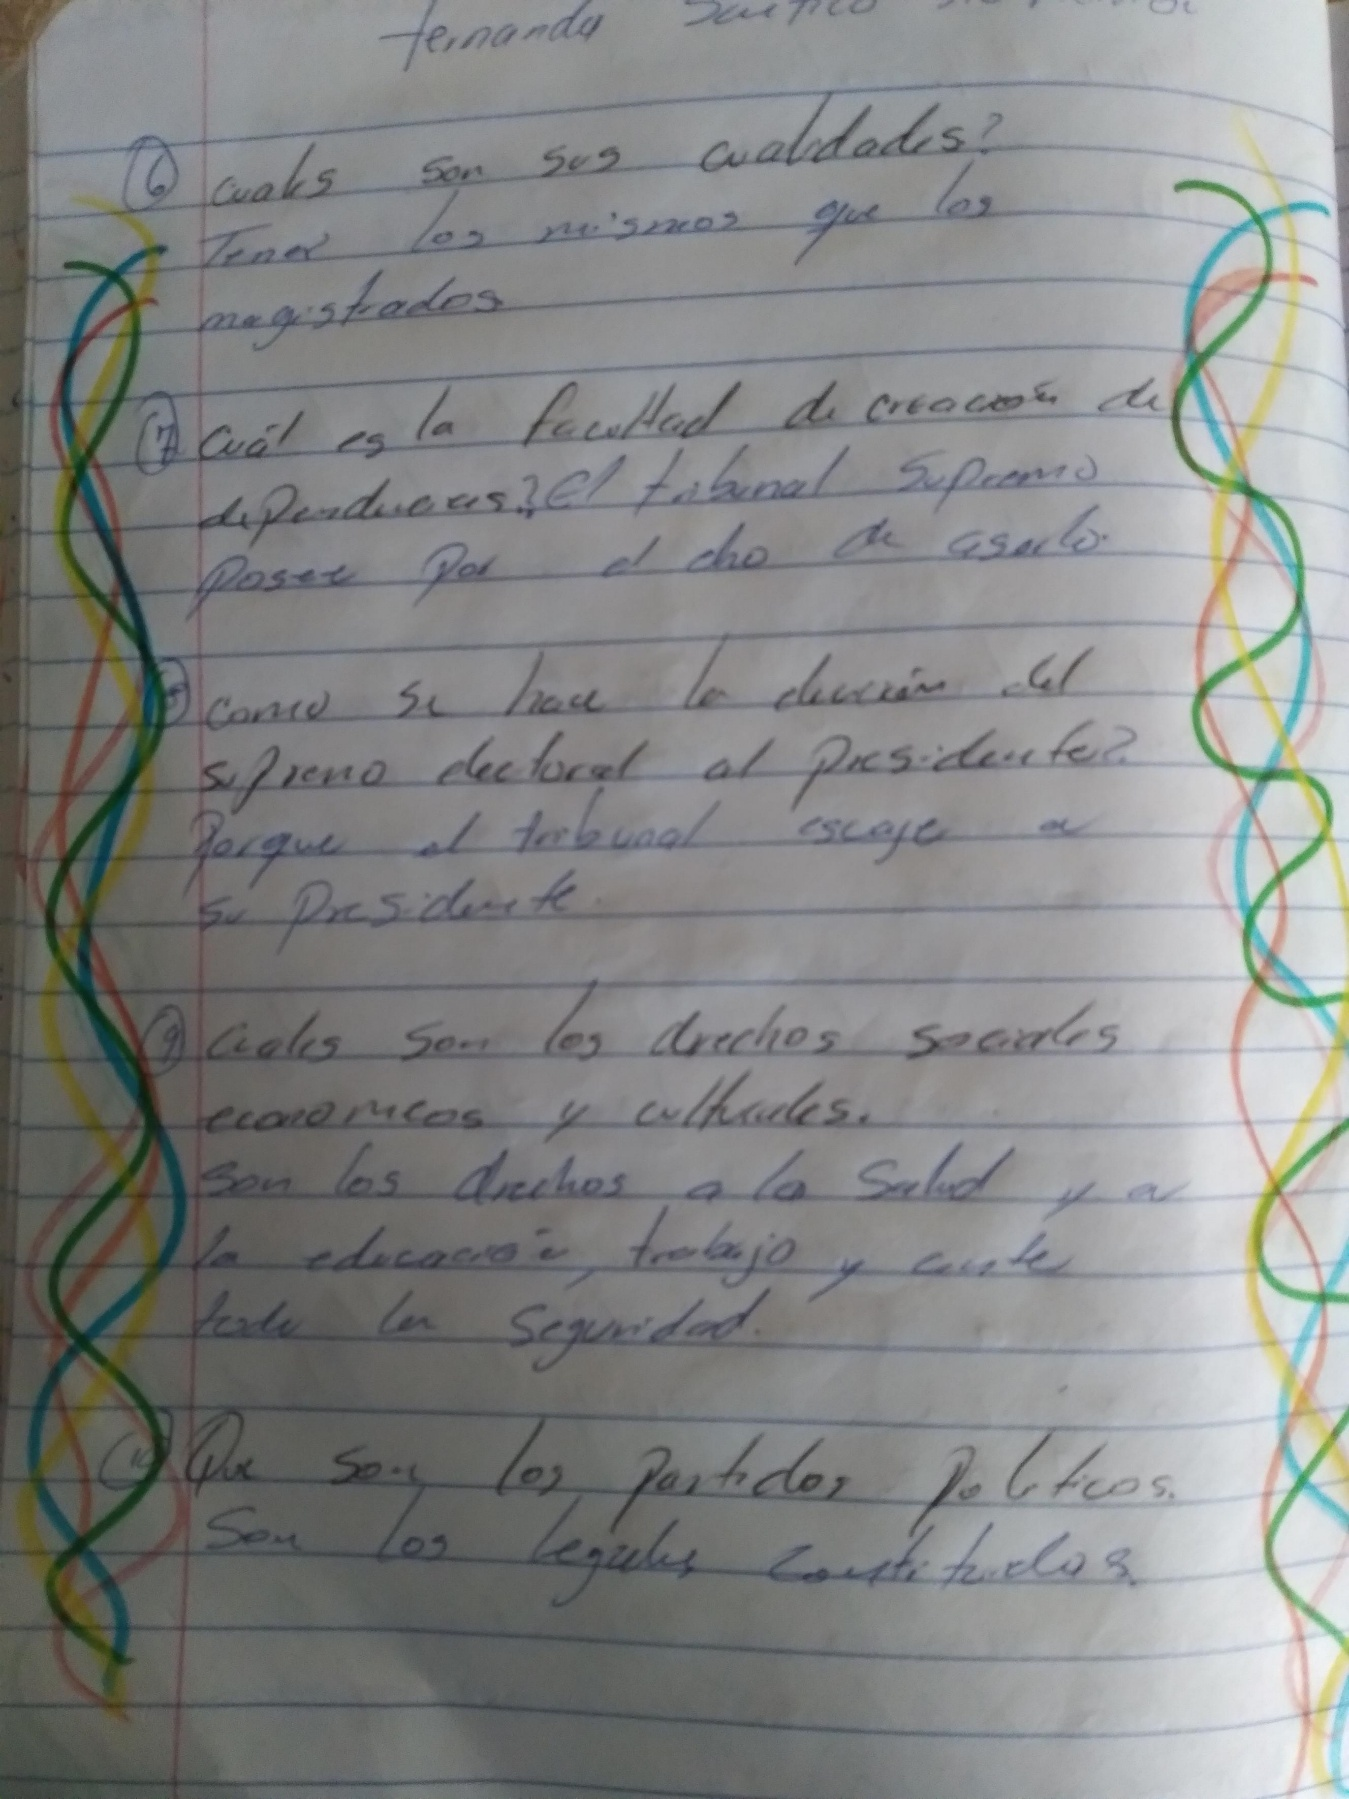 fernanda
6 cuales son sus cualidades?
Tener los mismos que los
magistrados
7 cuál es la facultad de creación de
dependencias? el tribunal Supremo
posee por el dho de
8 como se hace la elección del
supremo electoral al presidente?
Porque el tribunal escoje a
su presidente.
9 cuales son los derechos sociales
economicos y culturales.
Son los derechos a la Salud y a
la educación, trabajo y ante
todo la Seguridad.
10 Que son los partidos politicos.
Son los legales constituidos.